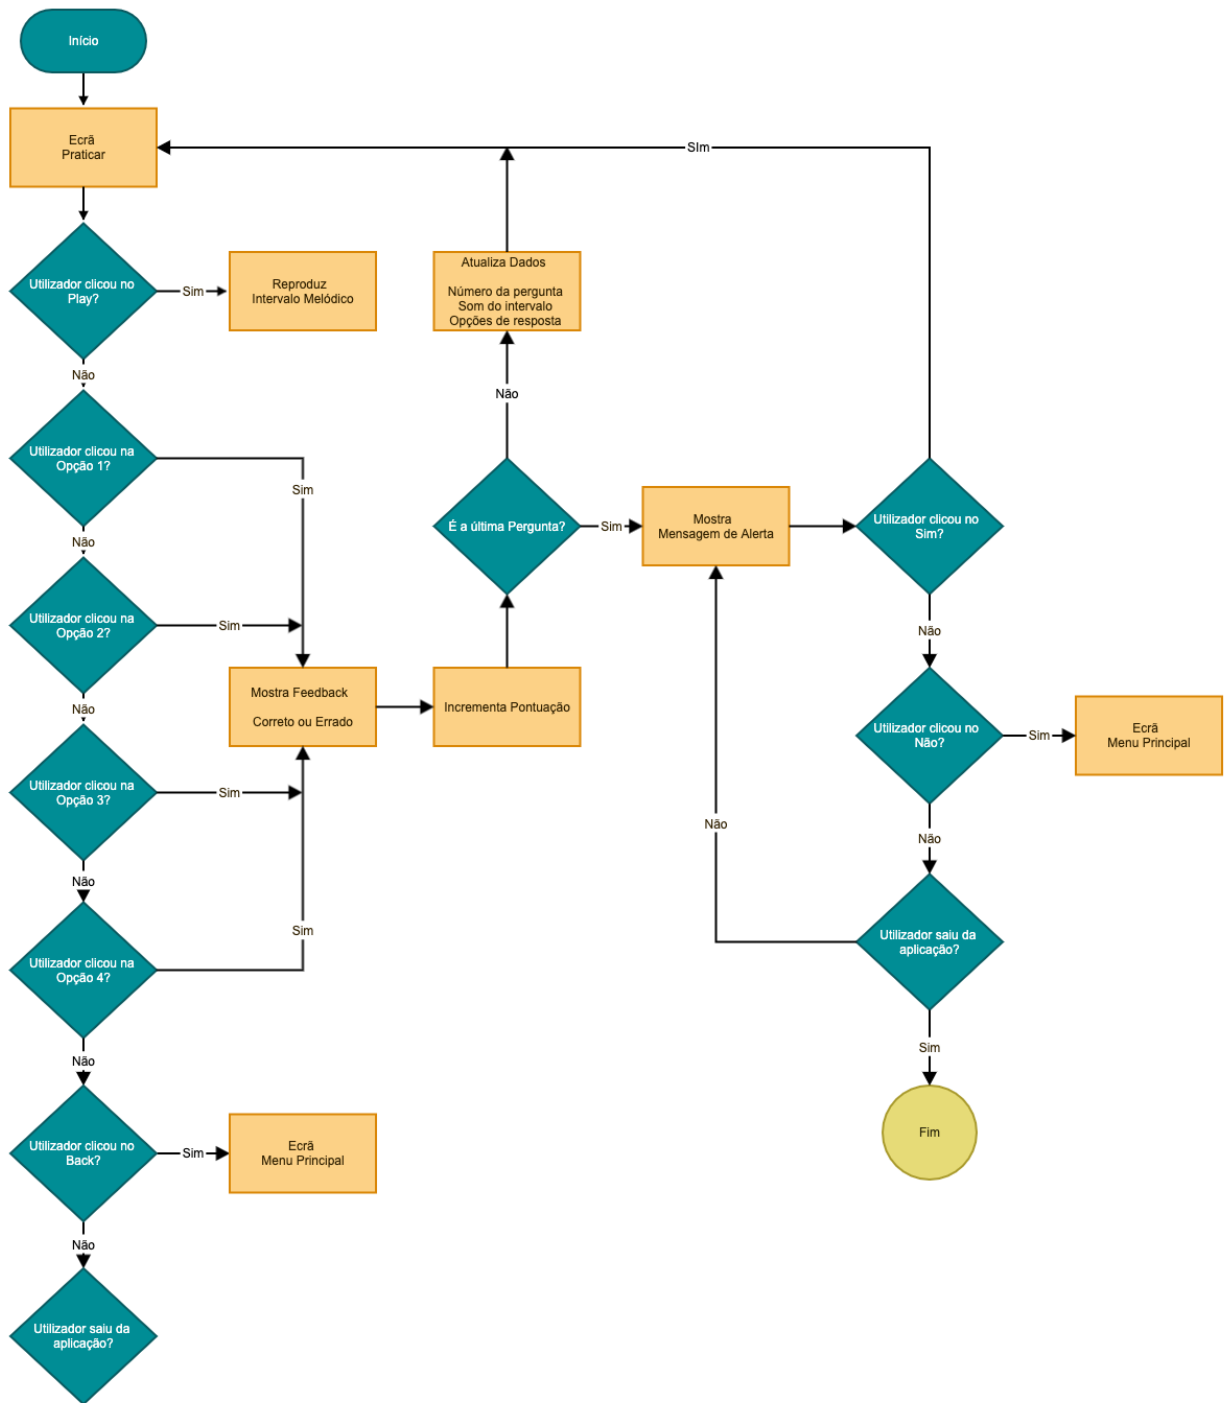 Início
Ecrã
Praticar
SIm
Utilizador clicou no
Play?
Sim
Reproduz
Intervalo Melódico
Atualiza Dados
Número da pergunta
Som do intervalo
Opções de resposta
Não
Não
Utilizador clicou na
Opção 1?
Sim
É a última Pergunta?
Sim
Mostra
Mensagem de Alerta
Utilizador clicou no
Sim?
Não
Utilizador clicou na
Opção 2?
Sim
Não
Mostra Feedback
Correto ou Errado
Incrementa Pontuação
Não
Utilizador clicou no
Não?
Sim
Ecrã
Menu Principal
Utilizador clicou na
Opção 3?
Sim
Não
Não
Não
Sim
Utilizador clicou na
Opção 4?
Utilizador saiu da
aplicação?
Não
Sim
Utilizador clicou no
Back?
Sim
Ecrã
Menu Principal
Fim
Não
Utilizador saiu da
aplicação?